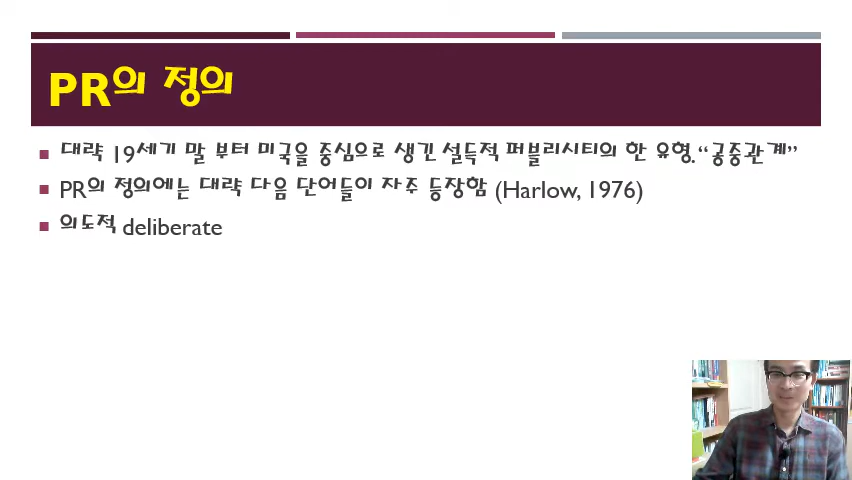 PR의 정의
대략 19세기 말 부터 미국을 중심으로 생긴 설득적 퍼블리시티의 한 유형.“공중관계”
PR의 정의에는 대략 다음 단어들이 자주 등장함 (Harlow, 1976)
의도적 deliberate